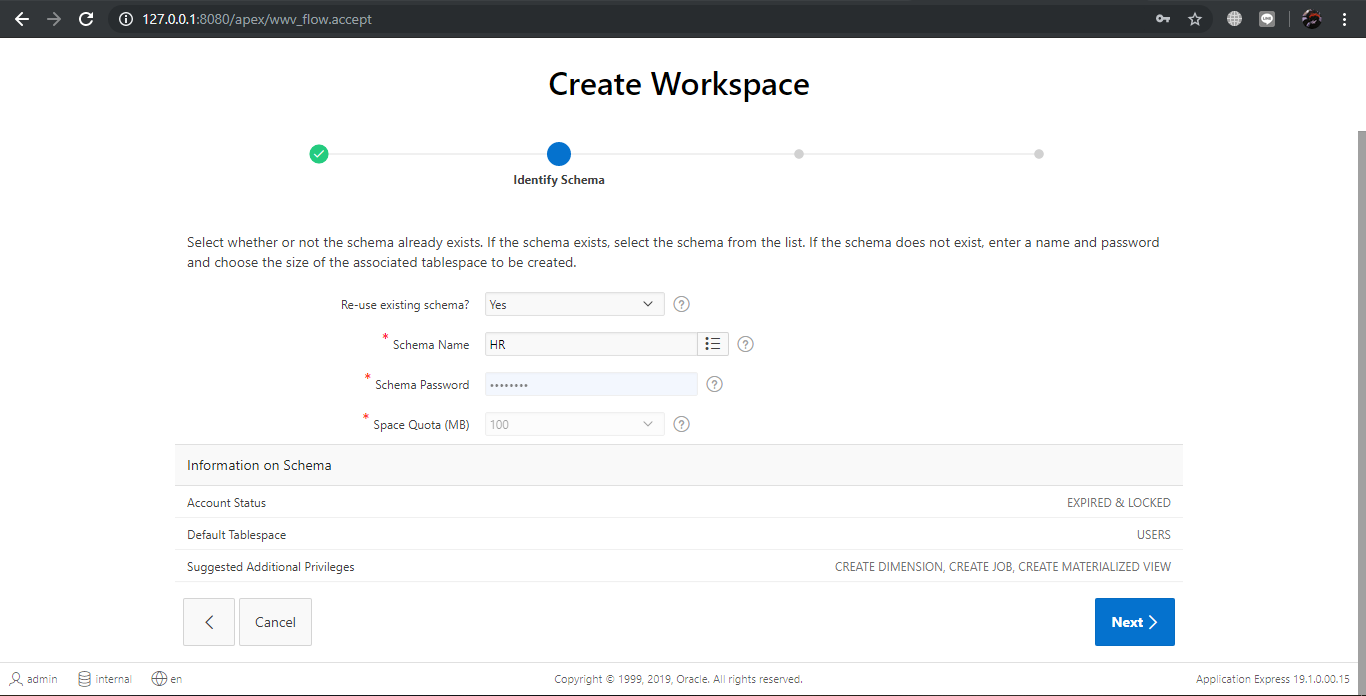 127.0.0.1:8080/apex/wwv_flow.accept
Create Workspace
Identify Schema
Select whether or not the schema already exists. If the schema exists, select the schema from the list. If the schema does not exist, enter a name and password
and choose the size of the associated tablespace to be created.
Re-use existing schema? Yes ?
* Schema Name HR ?
* Schema Password •••••••• ?
* Space Quota (MB) 100 ?
Information on Schema
Account Status EXPIRED & LOCKED
Default Tablespace USERS
Suggested Additional Privileges CREATE DIMENSION, CREATE JOB, CREATE MATERIALIZED VIEW
Cancel Next
admin internal en Copyright © 1999, 2019, Oracle. All rights reserved. Application Express 19.1.0.00.15